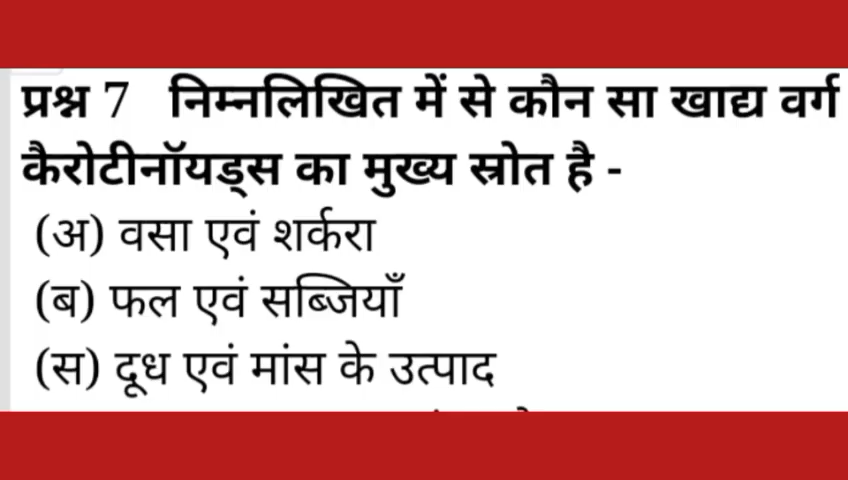 प्रश्न 7 निम्नलिखित में से कौन सा खाद्य वर्ग
कैरोटीनॉयड्स का मुख्य स्रोत है -
(अ) वसा एवं शर्करा
(ब) फल एवं सब्जियाँ
(स) दूध एवं मांस के उत्पाद